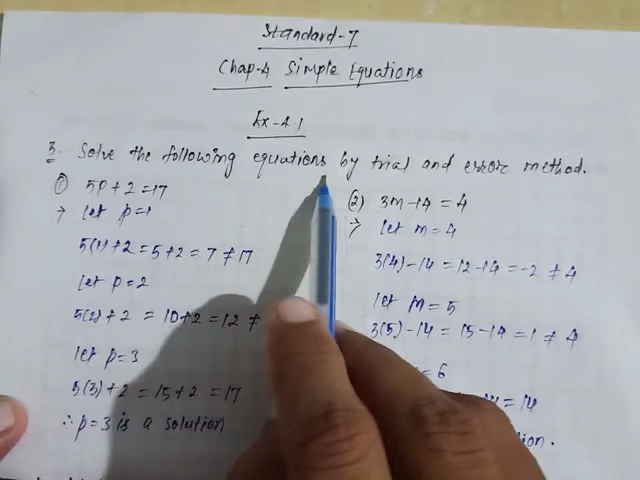 Standard-7
Chap-4 Simple Equations
Ex-4.1
3. Solve the following equations by trial and error method.
① 5p + 2 = 17
→ let p=1
5(1)+2 = 5+2 = 7 ≠ 17
let p=2
5(2)+2 = 10+2 = 12 ≠
let p=3
5(3)+2 = 15+2 = 17
∴ p=3 is a solution
② 3m-14 = 4
→ let m=4
3(4)-14 = 12-14 = -2 ≠ 4
let m=5
3(5)-14 = 15-14 = 1 ≠ 4
= 6
= 14